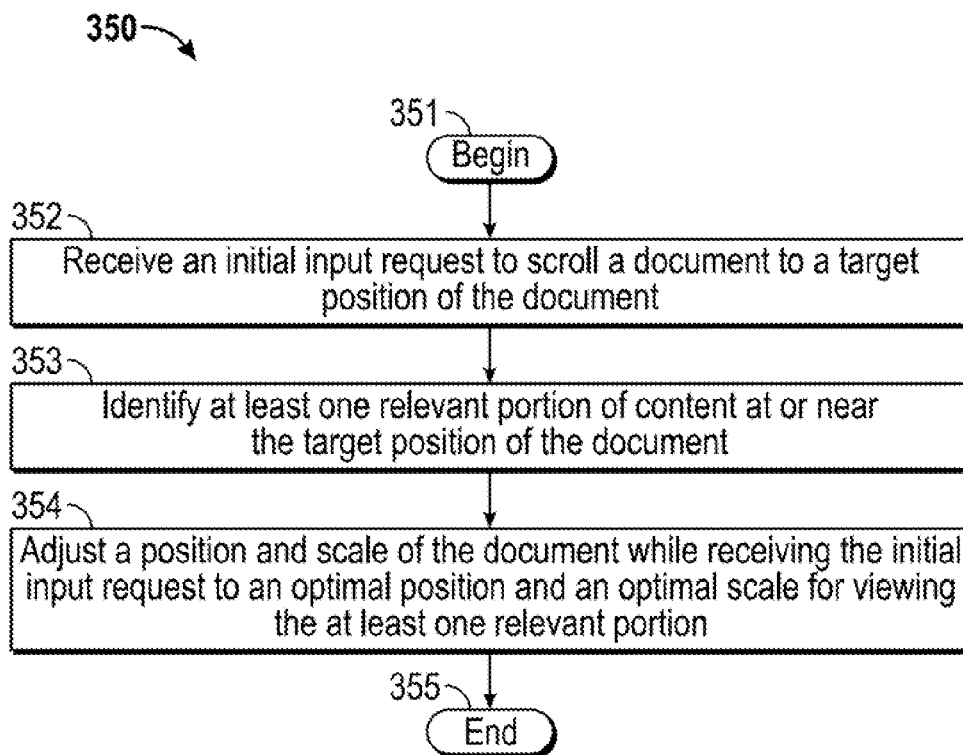 350
351
Begin
352
Receive an initial input request to scroll a document to a target
position of the document
353
Identify at least one relevant portion of content at or near
the target position of the document
354
Adjust a position and scale of the document while receiving the initial
input request to an optimal position and an optimal scale for viewing
the at least one relevant portion
355
End